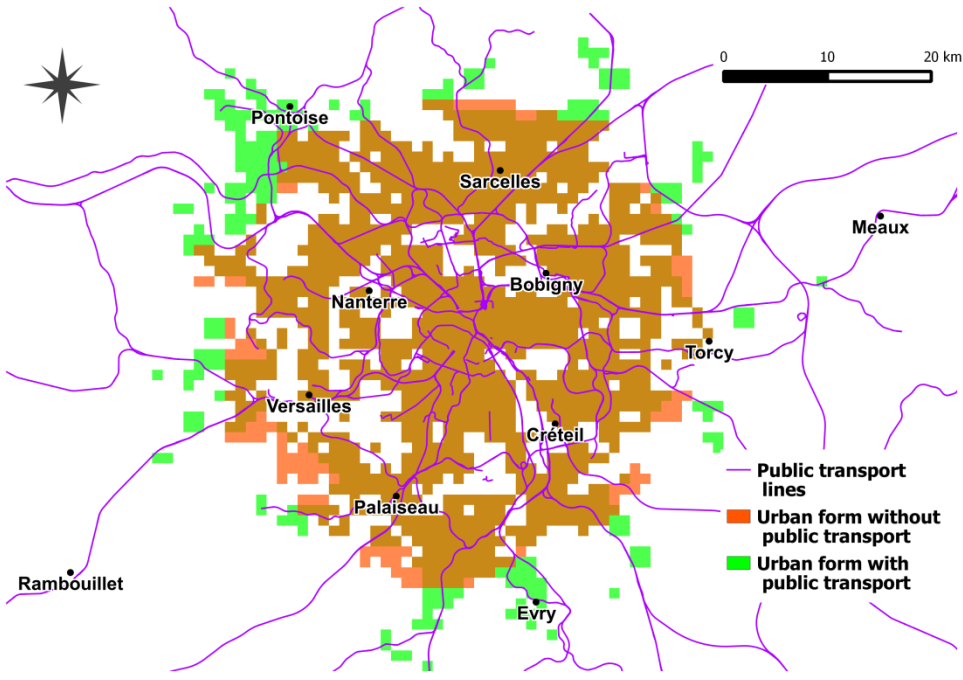 0 10 20 km
Pontoise
Sarcelles
Meaux
Bobigny
Nanterre
Torcy
Versailles
Créteil
Public transport
lines
Palaiseau
Urban form without
public transport
Urban form with
public transport
Rambouillet
Evry